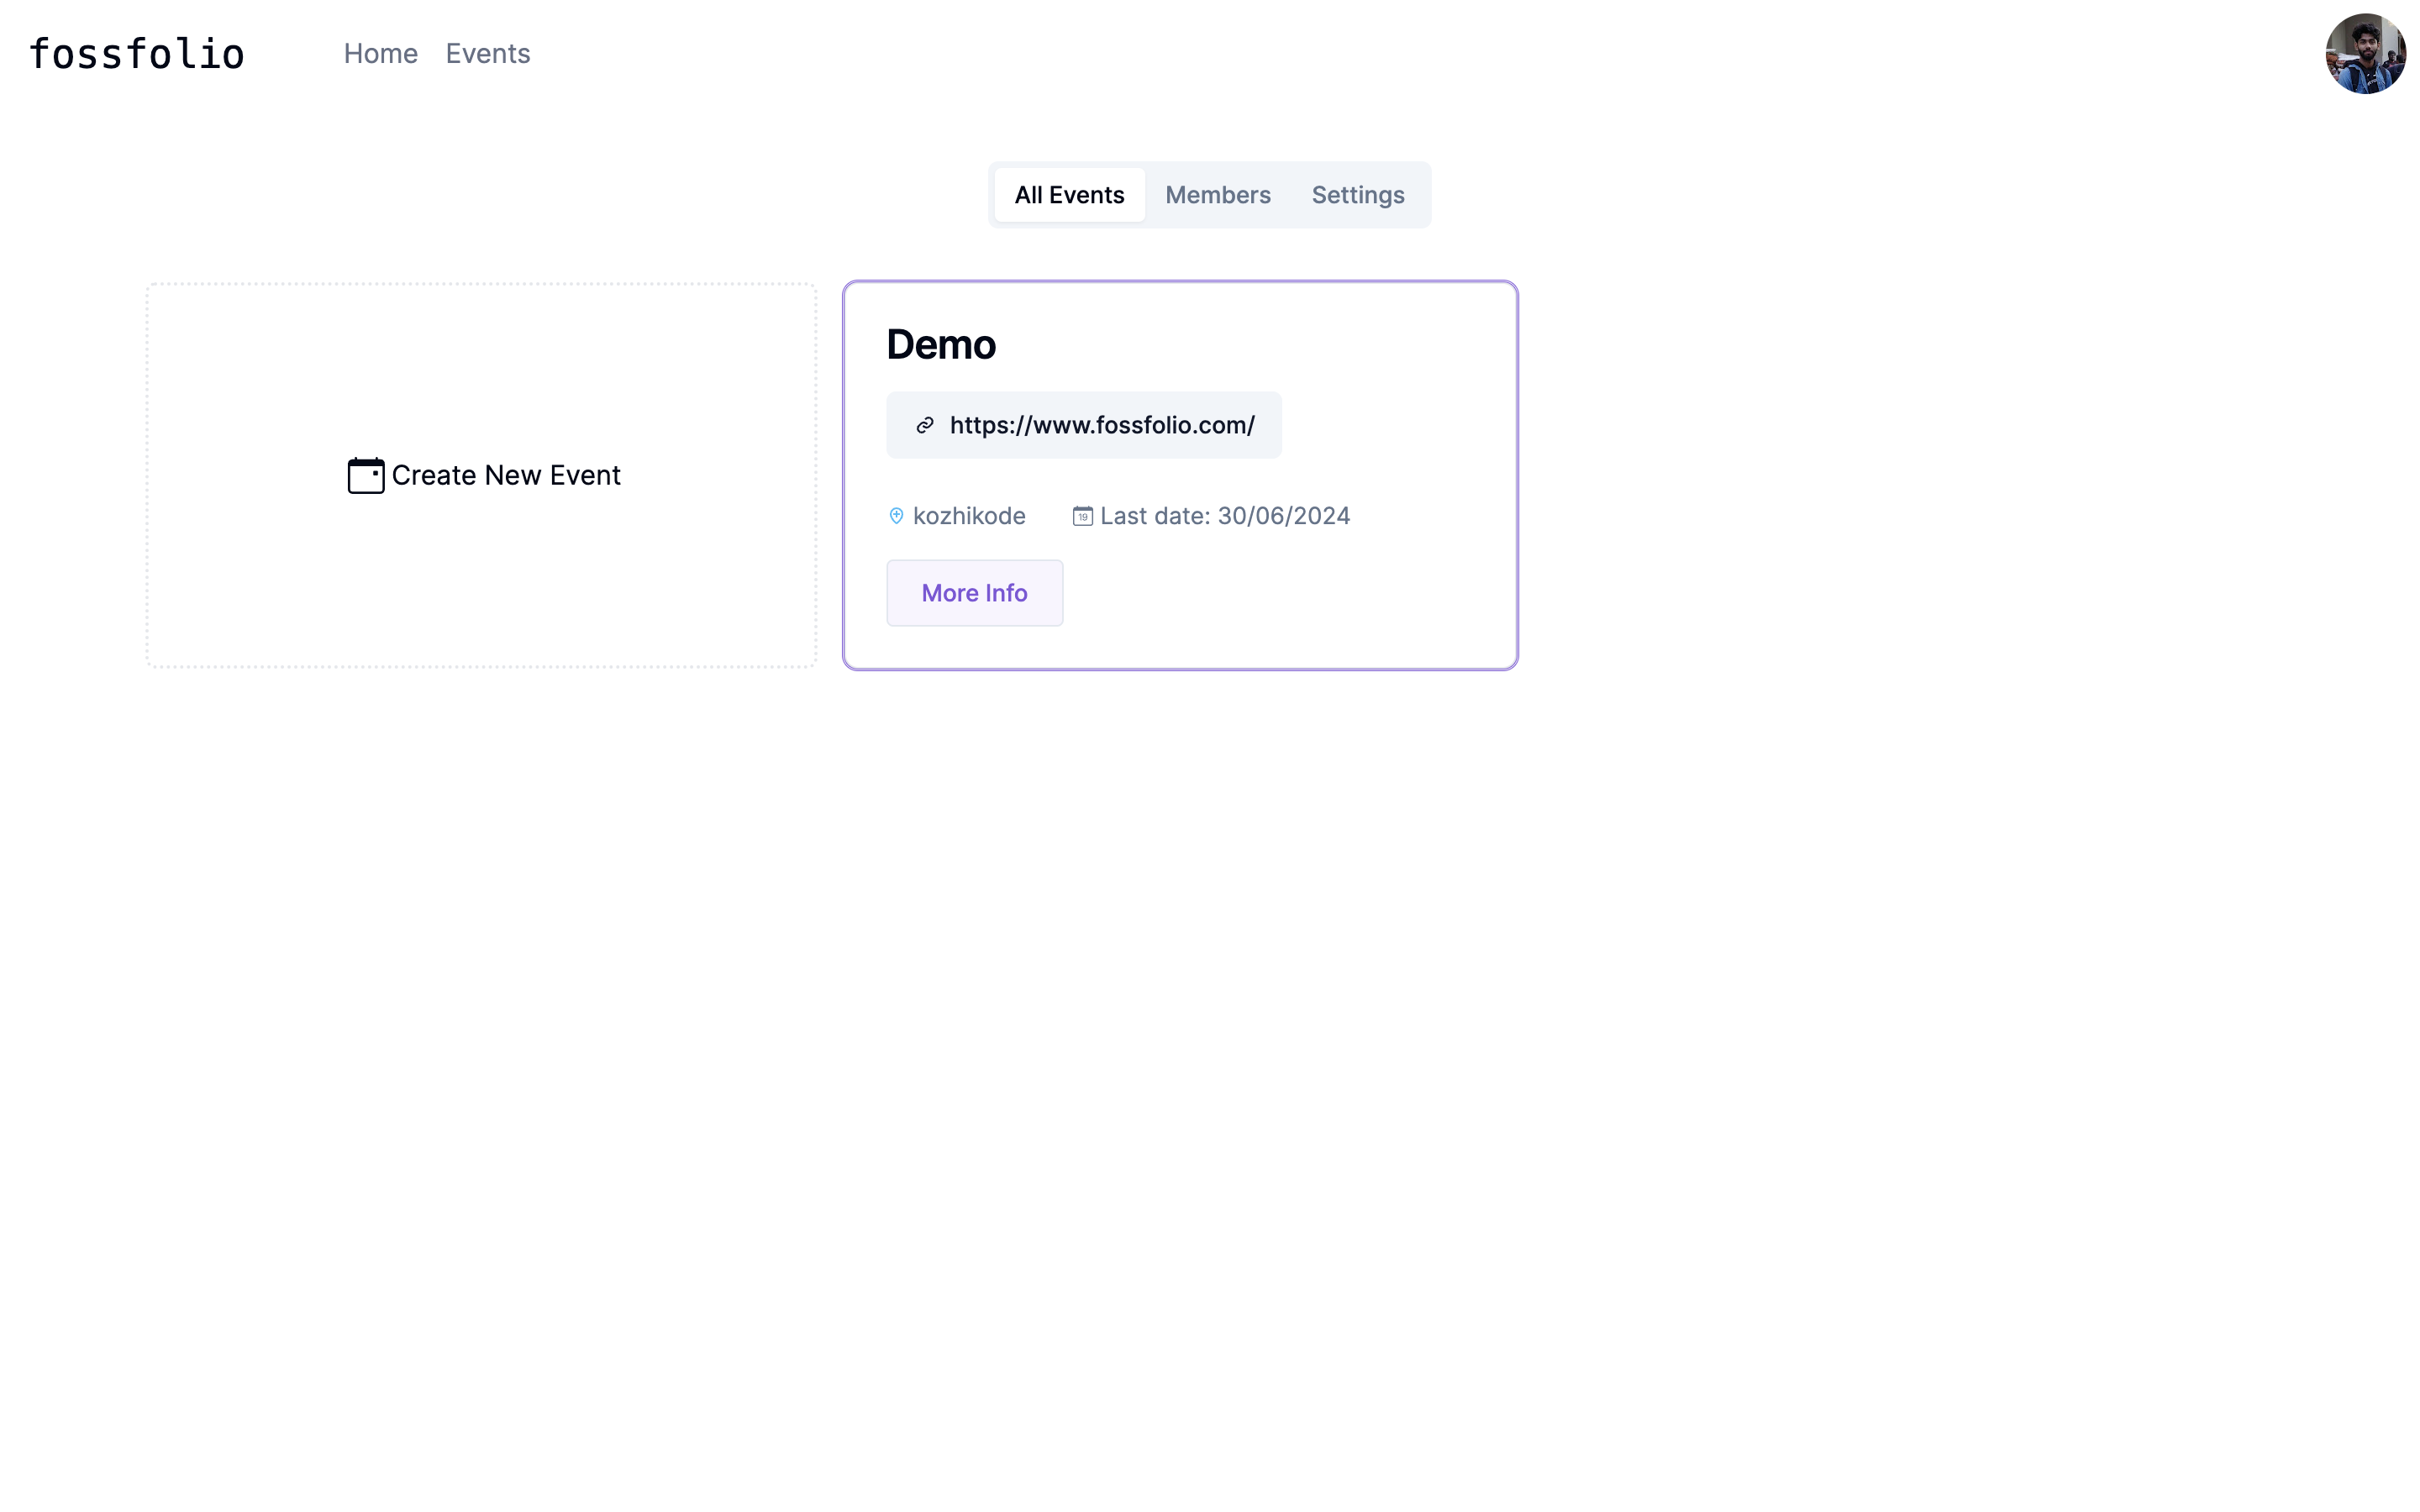 fossfolio Home Events
All Events Members Settings
Create New Event
Demo
https://www.fossfolio.com/
kozhikode 19 Last date: 30/06/2024
More Info